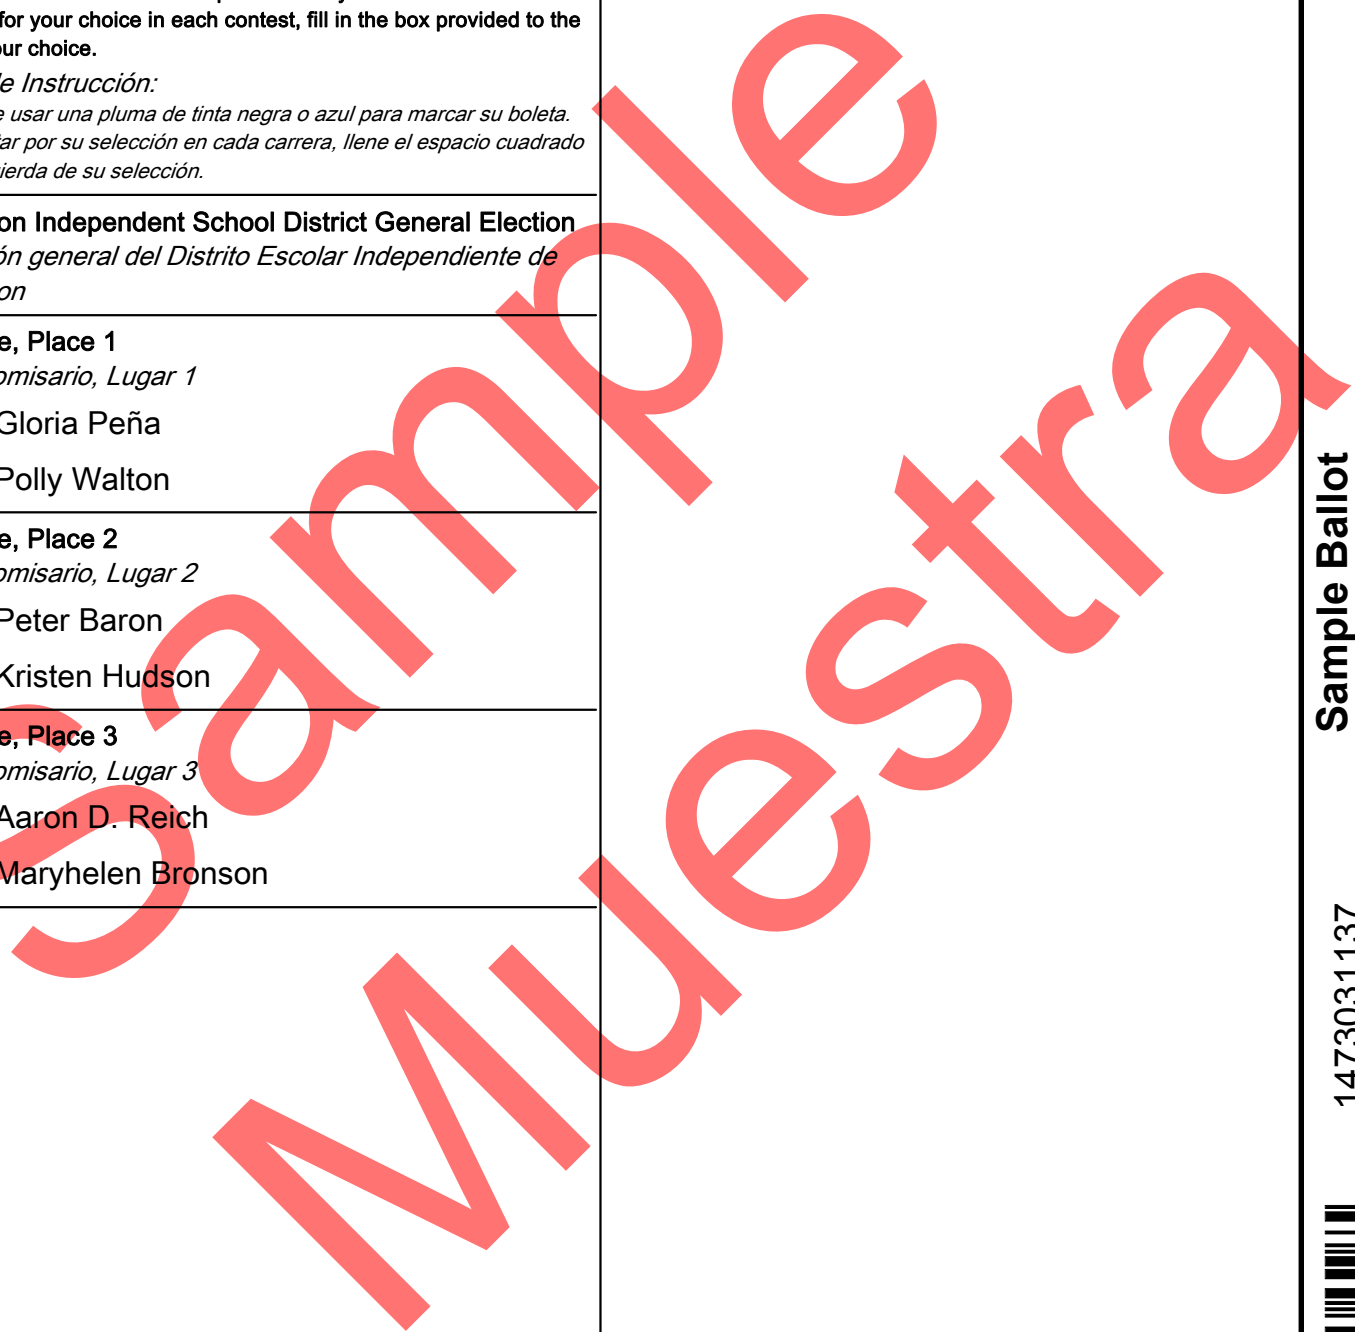 for your choice in each contest, fill in the box provided to the
our choice.
de Instrucción:
e usar una pluma de tinta negra o azul para marcar su boleta.
tar por su selección en cada carrera, llene el espacio cuadrado
uierda de su selección.
on Independent School District General Election
ón general del Distrito Escolar Independiente de
on
e, Place 1
omisario, Lugar 1
Gloria Peña
Polly Walton
e, Place 2
omisario, Lugar 2
Peter Baron
Kristen Hudson
e, Place 3
omisario, Lugar 3
Aaron D. Reich
Maryhelen Bronson
Sample
Muestra
Sample Ballot
1473031137